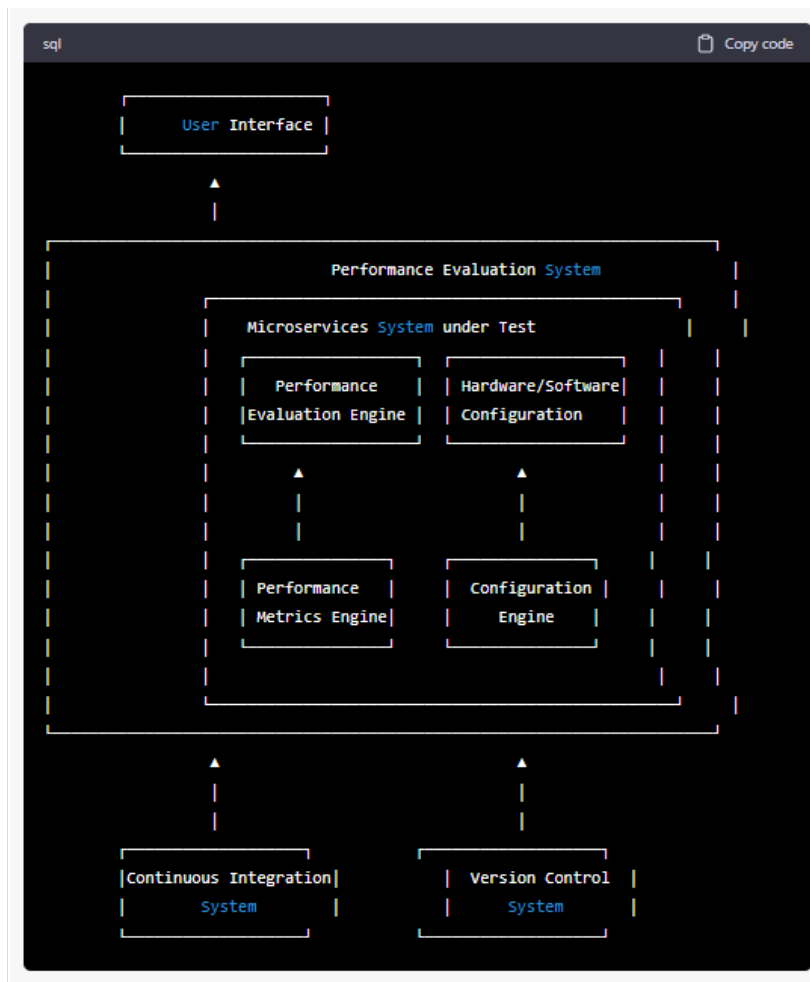 sql Copy code
User Interface
Performance Evaluation System
Microservices System under Test
Performance Hardware/Software
Evaluation Engine Configuration
Performance Configuration
Metrics Engine Engine
Continuous Integration Version Control
System System